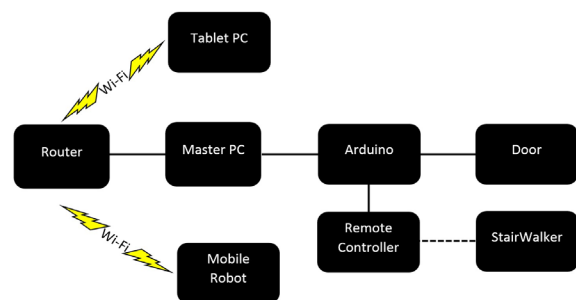 Tablet PC
Wi-Fi
Router
Master PC
Arduino
Door
Wi-Fi
Remote
Controller
StairWalker
Mobile
Robot